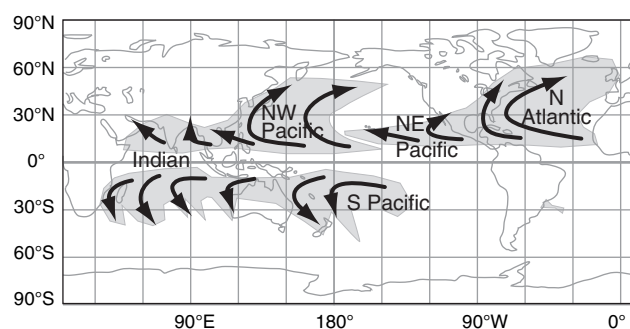 90°N
60°N
30°N
0°
30°S
60°S
90°S
NW
Pacific
NE
Pacific
N
Atlantic
Indian
S Pacific
90°E
180°
90°W
0°